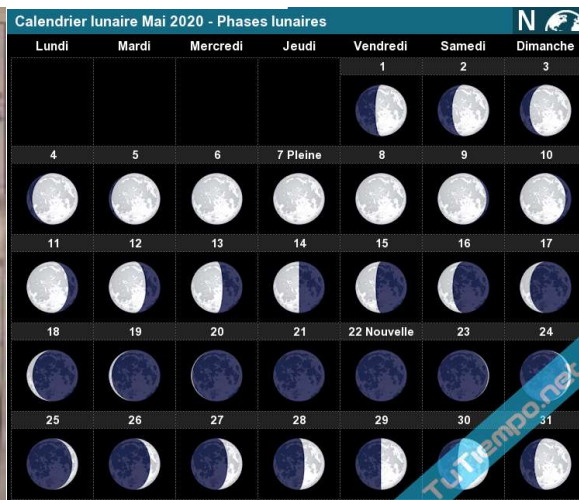 Calendrier lunaire Mai 2020 - Phases lunaires
N
Lundi Mardi Mercredi Jeudi Vendredi Samedi Dimanche
1 2 3
4 5 6 7 Pleine 8 9 10
11 12 13 14 15 16 17
18 19 20 21 22 Nouvelle 23 24
25 26 27 28 29 30 31
TuTiempo.net